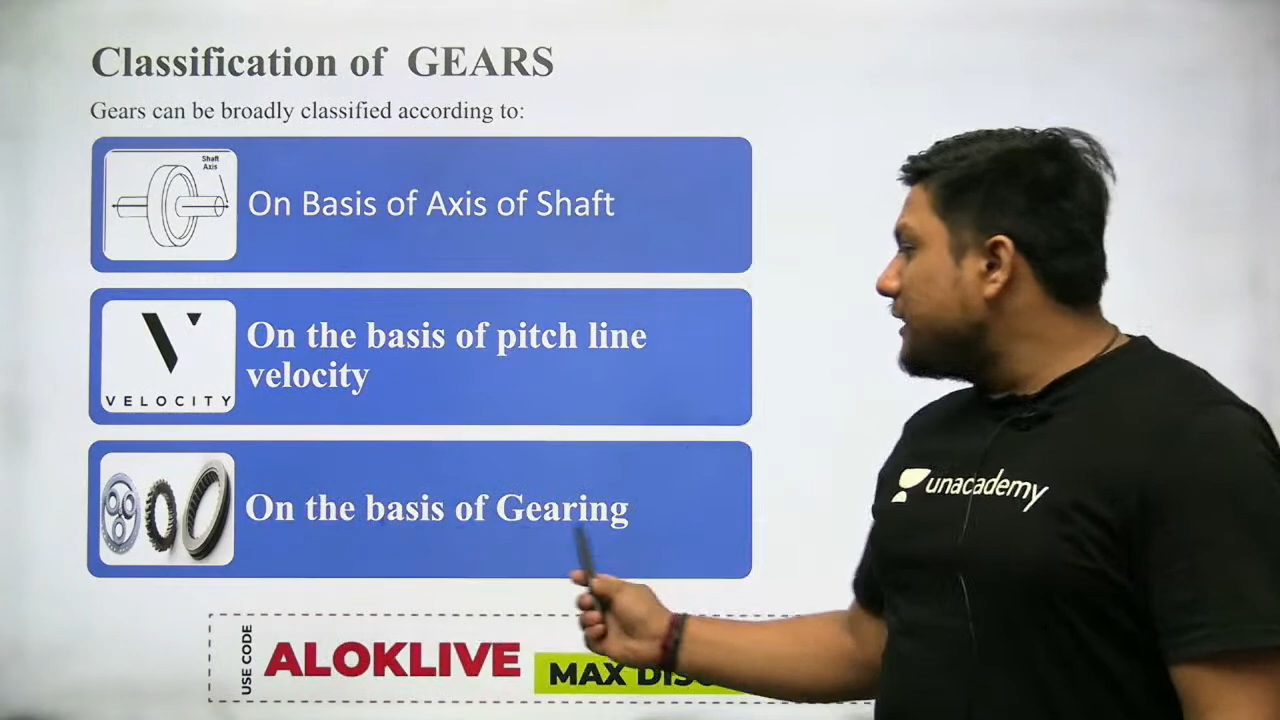 Classification of GEARS
Gears can be broadly classified according to:
Shaft
Axis
On Basis of Axis of Shaft
VELOCITY
On the basis of pitch line
velocity
On the basis of Gearing
unacademy
USE CODE
ALOKLIVE
MAX